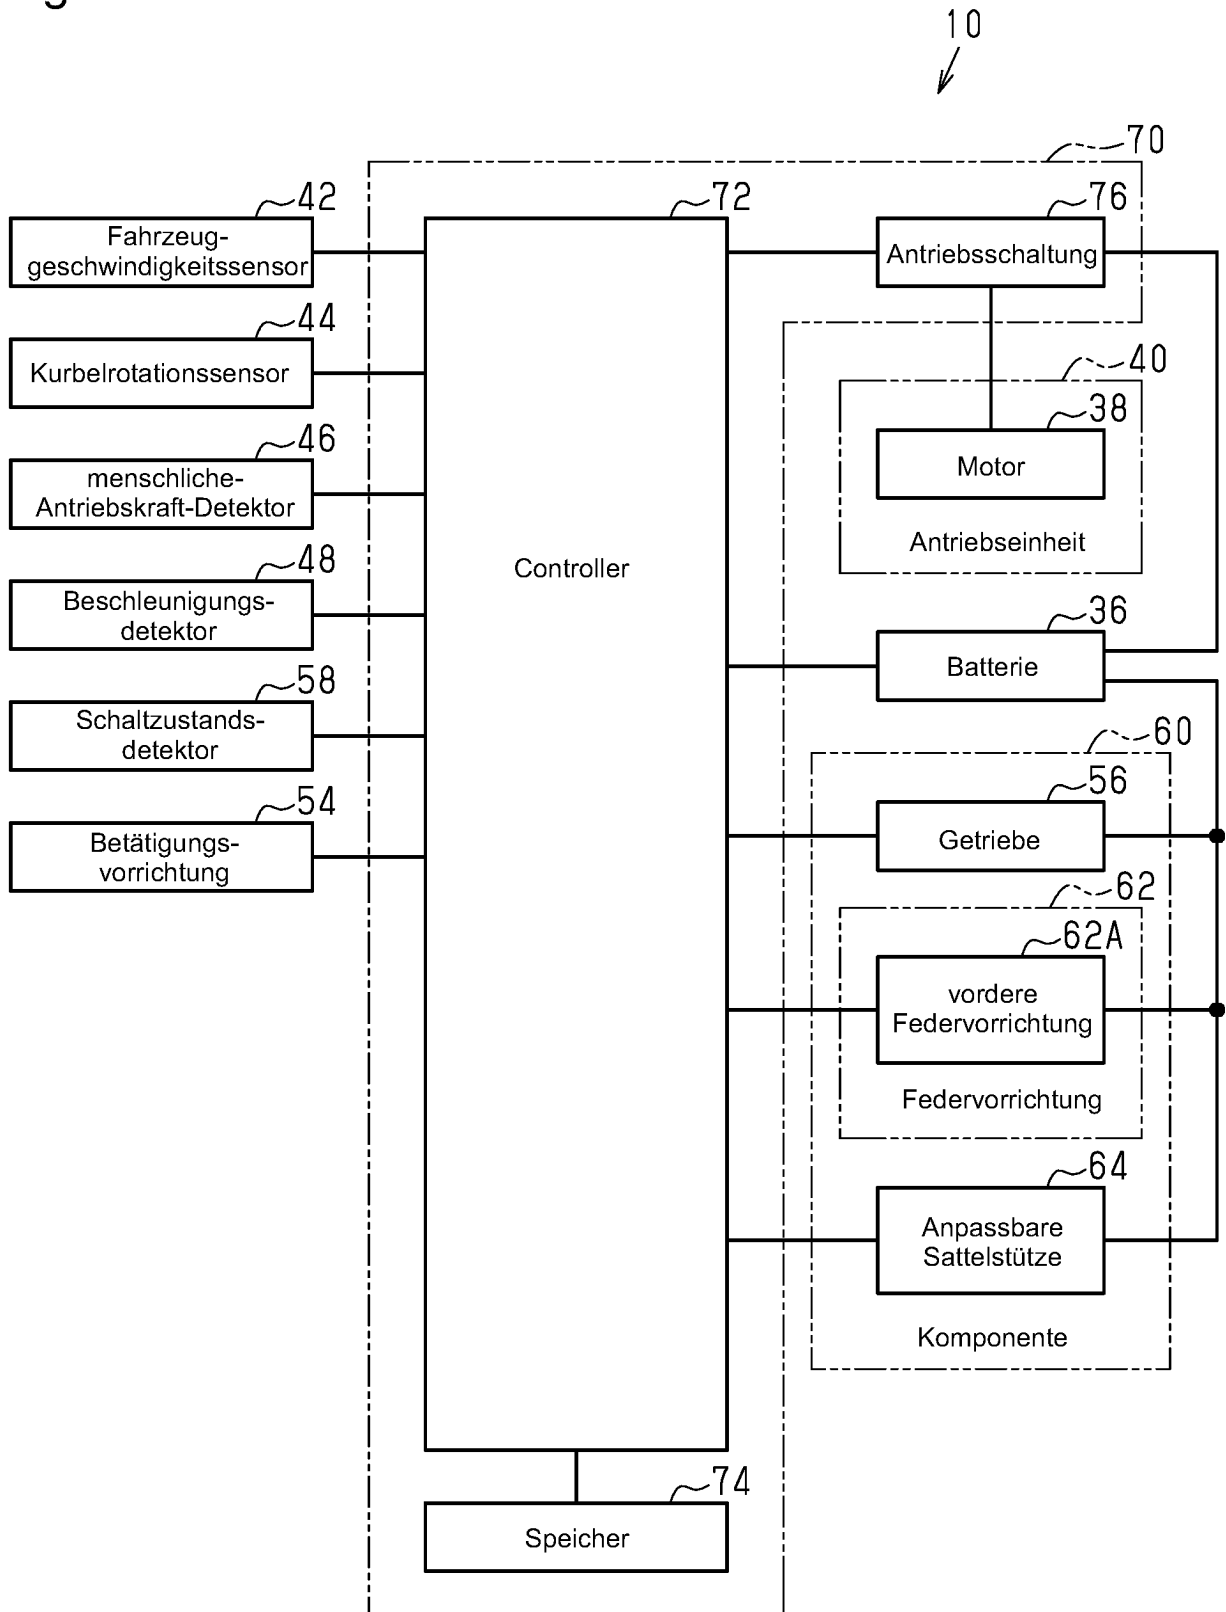 g
10
70
42
Fahrzeug-
geschwindigkeitssensor
72
76
Antriebsschaltung
44
Kurbelrotationssensor
40
38
Motor
Antriebseinheit
46
menschliche-
Antriebskraft-Detektor
48
Beschleunigungs-
detektor
Controller
36
Batterie
58
Schaltzustands-
detektor
60
56
Getriebe
54
Betätigungs-
vorrichtung
62
62A
vordere
Federvorrichtung
Federvorrichtung
64
Anpassbare
Sattelstütze
Komponente
74
Speicher